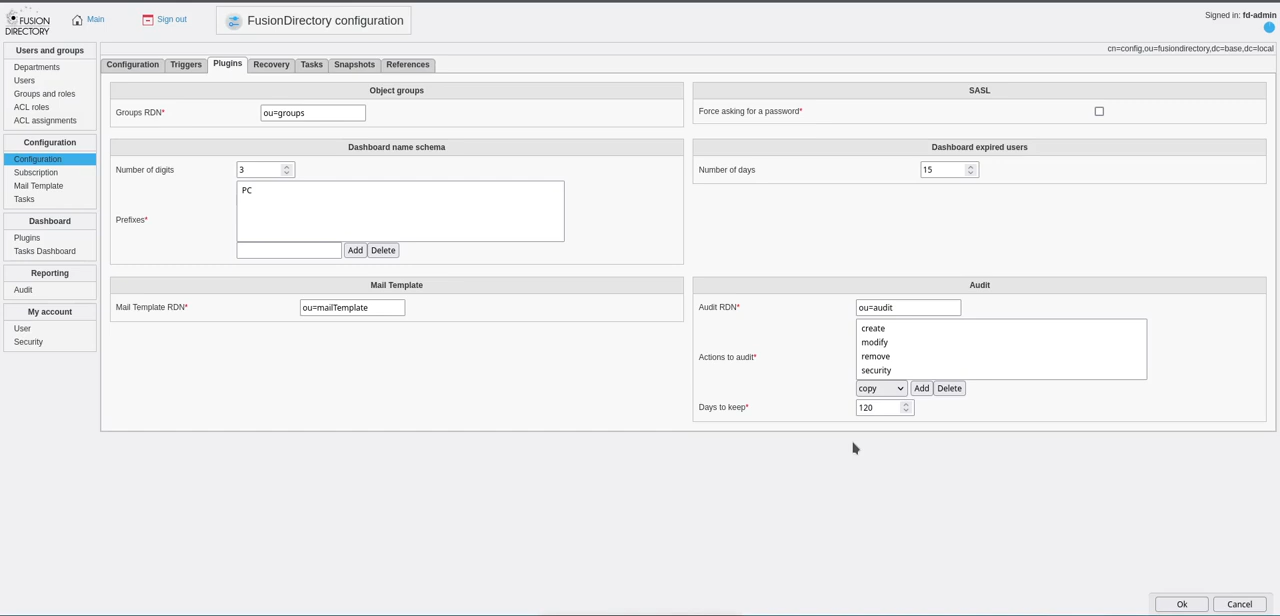 FUSION
DIRECTORY
Main
Sign out
FusionDirectory configuration
Signed in: fd-admin
cn=config,ou=fusiondirectory,dc=base,dc=local
Users and groups
Departments
Users
Groups and roles
ACL roles
ACL assignments
Configuration
Configuration
Subscription
Mail Template
Tasks
Dashboard
Plugins
Tasks Dashboard
Reporting
Audit
My account
User
Security
Configuration Triggers Plugins Recovery Tasks Snapshots References
Object groups
Groups RDN* ou=groups
SASL
Force asking for a password*
Dashboard name schema
Number of digits 3
PC
Prefixes*
Add Delete
Dashboard expired users
Number of days 15
Mail Template
Mail Template RDN* ou=mailTemplate
Audit
Audit RDN* ou=audit
create
modify
remove
security
Actions to audit*
copy Add Delete
Days to keep* 120
Ok Cancel